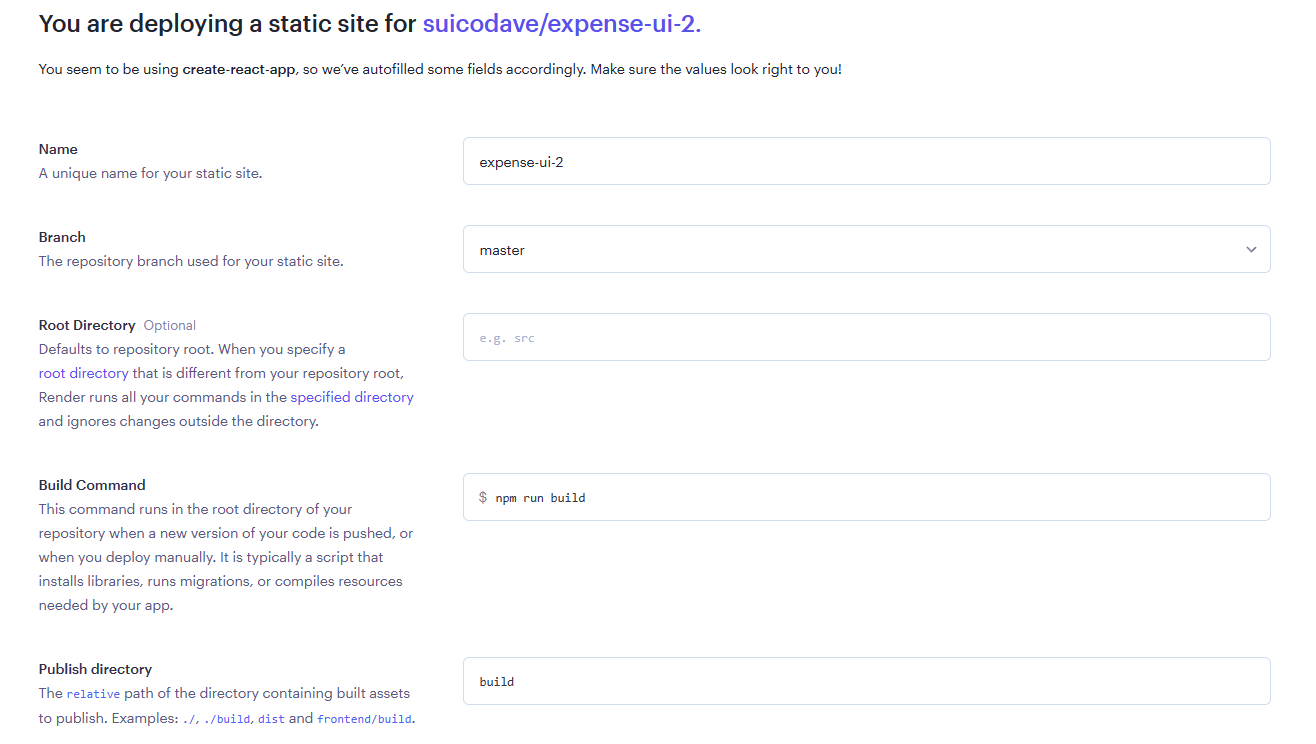 You are deploying a static site for suicodave/expense-ui-2.
You seem to be using create-react-app, so we've autofilled some fields accordingly. Make sure the values look right to you!
Name
A unique name for your static site.
expense-ui-2
Branch
The repository branch used for your static site.
master
Root Directory Optional
Defaults to repository root. When you specify a
root directory that is different from your repository root,
Render runs all your commands in the specified directory
and ignores changes outside the directory.
e.g. src
Build Command
This command runs in the root directory of your
repository when a new version of your code is pushed, or
when you deploy manually. It is typically a script that
installs libraries, runs migrations, or compiles resources
needed by your app.
$ npm run build
Publish directory
The relative path of the directory containing built assets
to publish. Examples: ./, ./build, dist and frontend/build.
build